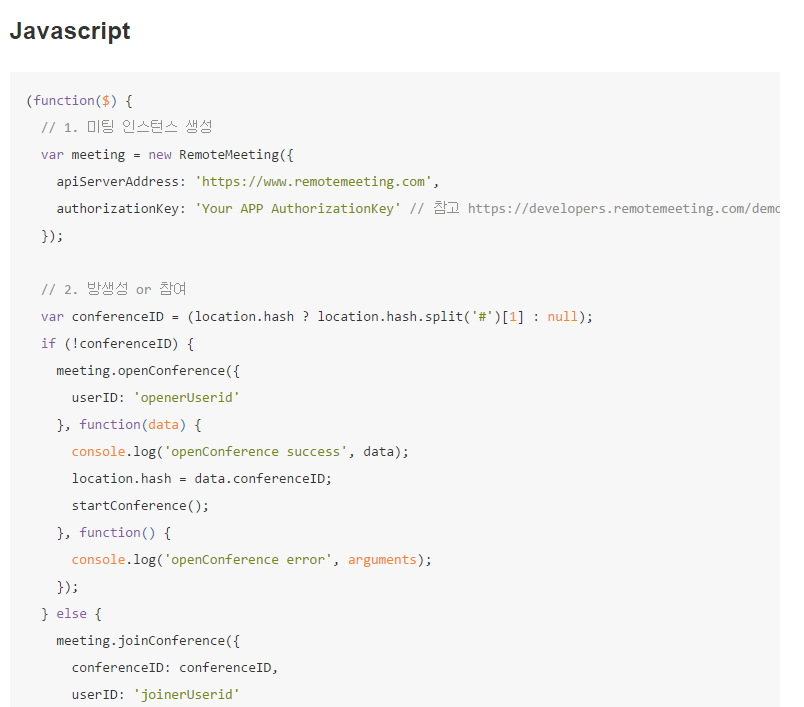 Javascript
(function($) {
// 1. 미팅 인스턴스 생성
var meeting = new RemoteMeeting({
apiServerAddress: 'https://www.remotemeeting.com',
authorizationKey: 'Your APP AuthorizationKey' // 참고 https://developers.remotemeeting.com/demo
});
// 2. 방생성 or 참여
var conferenceID = (location.hash ? location.hash.split('#')[1] : null);
if (!conferenceID) {
meeting.openConference({
userID: 'openerUserid'
}, function(data) {
console.log('openConference success', data);
location.hash = data.conferenceID;
startConference();
}, function() {
console.log('openConference error', arguments);
});
} else {
meeting.joinConference({
conferenceID: conferenceID,
userID: 'joinerUserid'